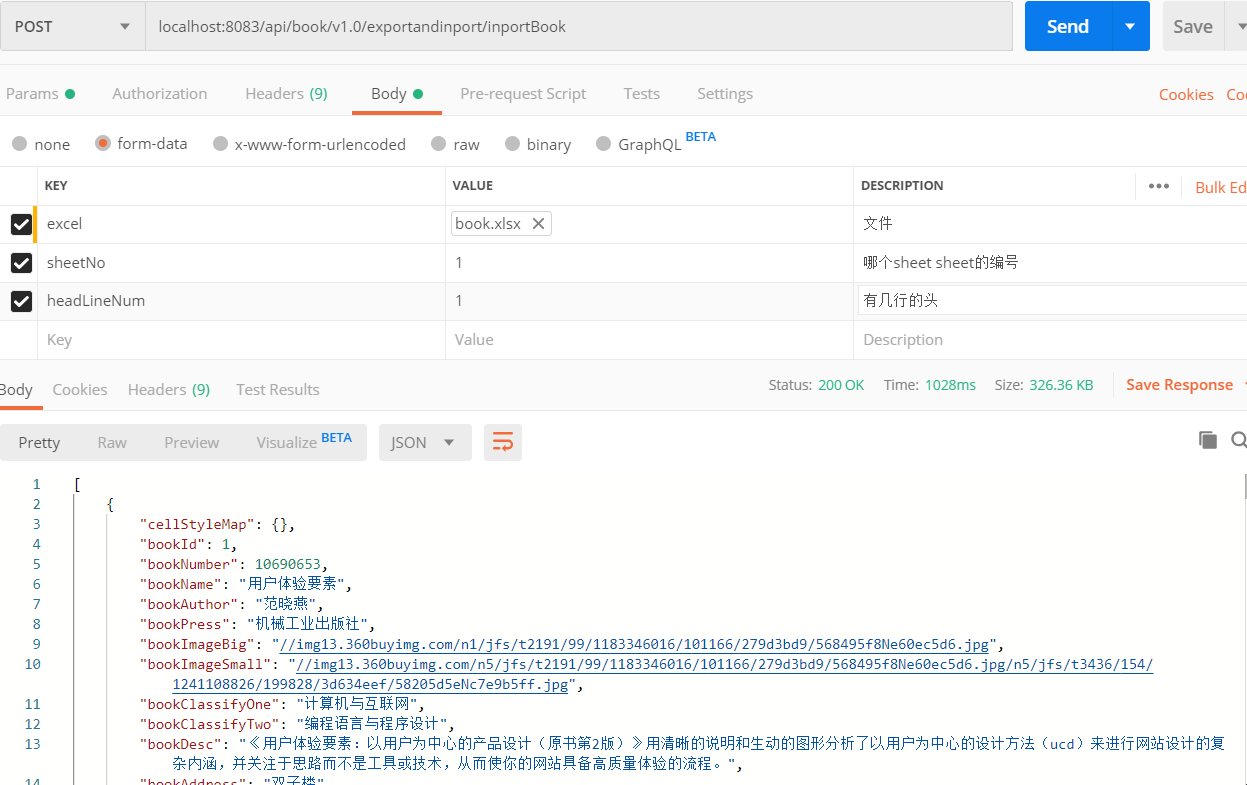 POST localhost:8083/api/book/v1.0/exportandinport/inportBook Send Save
Params Authorization Headers (9) Body Pre-request Script Tests Settings Cookies
none form-data x-www-form-urlencoded raw binary GraphQL BETA
KEY VALUE DESCRIPTION ••• Bulk Ed
excel book.xlsx 文件
sheetNo 1 哪个sheet sheet的编号
headLineNum 1 有几行的头
Key Value Description
Body Cookies Headers (9) Test Results Status: 200 OK Time: 1028ms Size: 326.36 KB Save Response
Pretty Raw Preview Visualize BETA JSON
1 [
2 {
3 "cellStyleMap": {},
4 "bookId": 1,
5 "bookNumber": 10690653,
6 "bookName": "用户体验要素",
7 "bookAuthor": "范晓燕",
8 "bookPress": "机械工业出版社",
9 "bookImageBig": "//img13.360buyimg.com/n1/jfs/t2191/99/1183346016/101166/279d3bd9/568495f8Ne60ec5d6.jpg",
10 "bookImageSmall": "//img13.360buyimg.com/n5/jfs/t2191/99/1183346016/101166/279d3bd9/568495f8Ne60ec5d6.jpg/n5/jfs/t3436/154/
1241108826/199828/3d634eef/58205d5eNc7e9b5ff.jpg",
11 "bookClassifyOne": "计算机与互联网",
12 "bookClassifyTwo": "编程语言与程序设计",
13 "bookDesc": "《用户体验要素：以用户为中心的产品设计（原书第2版）》用清晰的说明和生动的图形分析了以用户为中心的设计方法（ucd）来进行网站设计的复
杂内涵，并关注于思路而不是工具或技术，从而使你的网站具备高质量体验的流程。",
14 "bookAddress": "双子楼"